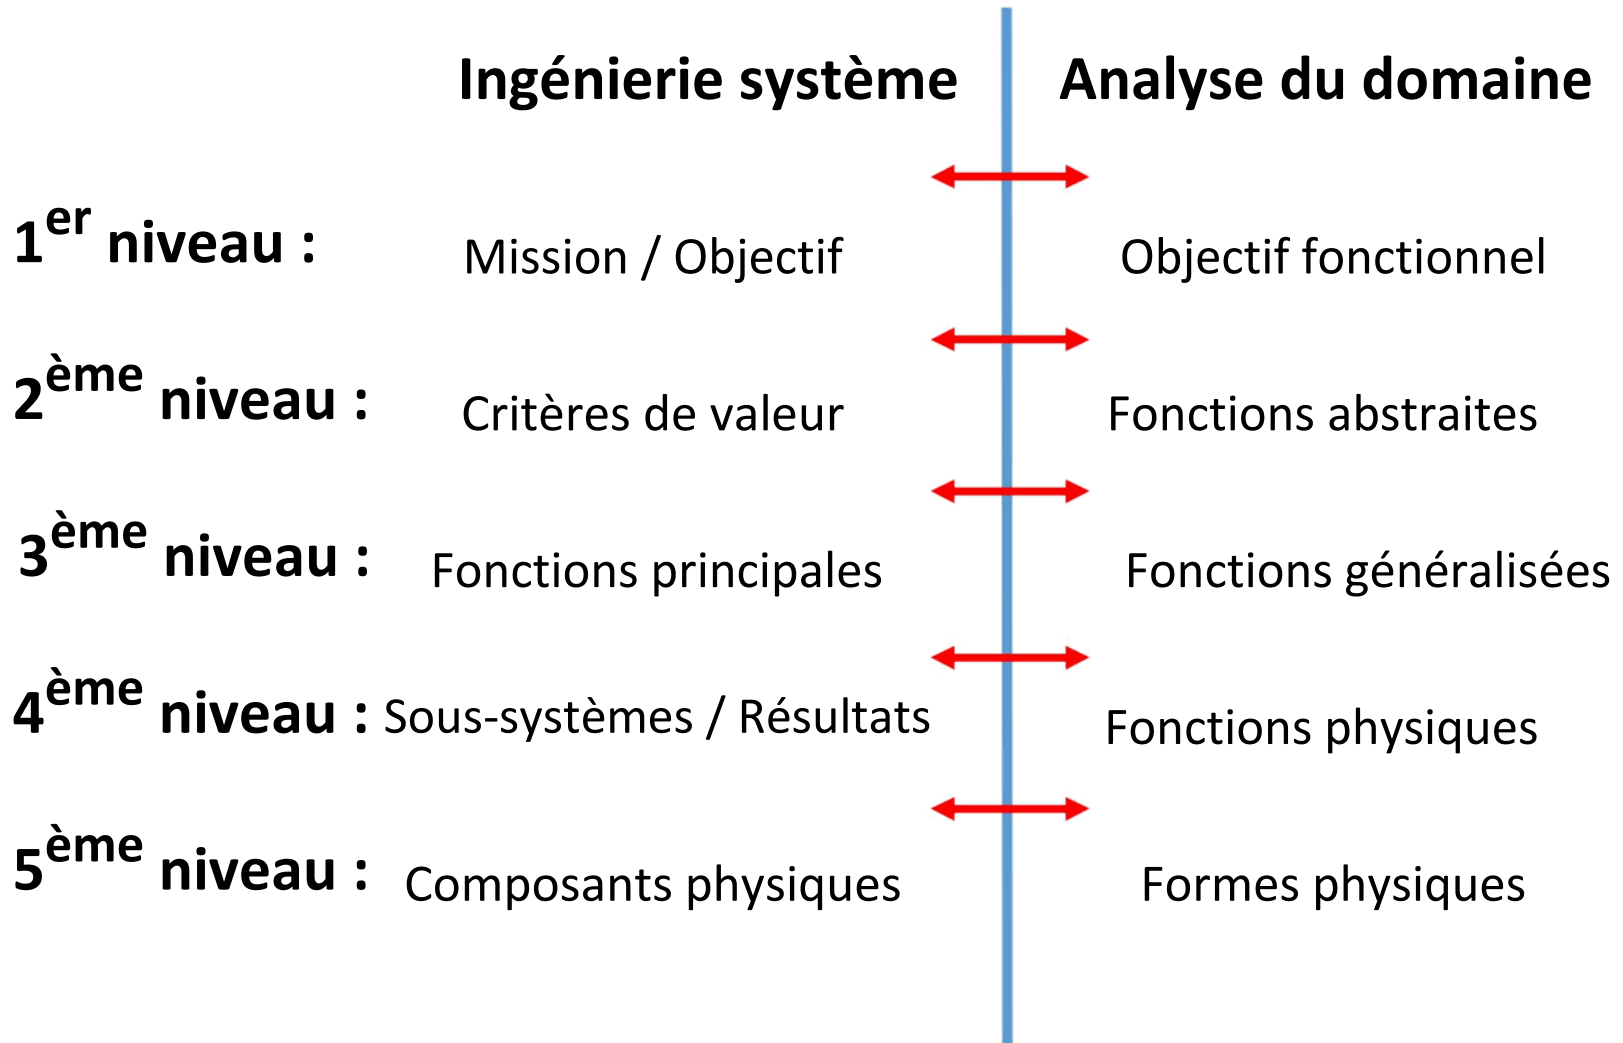 Ingénierie système Analyse du domaine
1er niveau : Mission / Objectif Objectif fonctionnel
2ème niveau : Critères de valeur Fonctions abstraites
3ème niveau : Fonctions principales Fonctions généralisées
4ème niveau : Sous-systèmes / Résultats Fonctions physiques
5ème niveau : Composants physiques Formes physiques